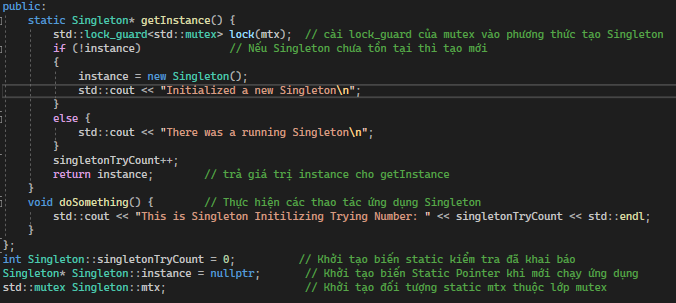 public:
static Singleton* getInstance() {
std::lock_guard<std::mutex> lock(mtx);  // cài lock_guard của mutex vào phương thức tạo Singleton
if (!instance)              // Nếu Singleton chưa tồn tại thì tạo mới
{
instance = new Singleton();
std::cout << "Initialized a new Singleton\n";
}
else {
std::cout << "There was a running Singleton\n";
}
singletonTryCount++;
return instance;        // trả giá trị instance cho getInstance
}
void doSomething() {        // Thực hiện các thao tác ứng dụng Singleton
std::cout << "This is Singleton Initilizing Trying Number: " << singletonTryCount << std::endl;
}
};
int Singleton::singletonTryCount = 0;          // Khởi tạo biến static kiểm tra đã khai báo
Singleton* Singleton::instance = nullptr;       // Khởi tạo biến Static Pointer khi mới chạy ứng dụng
std::mutex Singleton::mtx;                      // Khởi tạo đối tượng static mtx thuộc lớp mutex